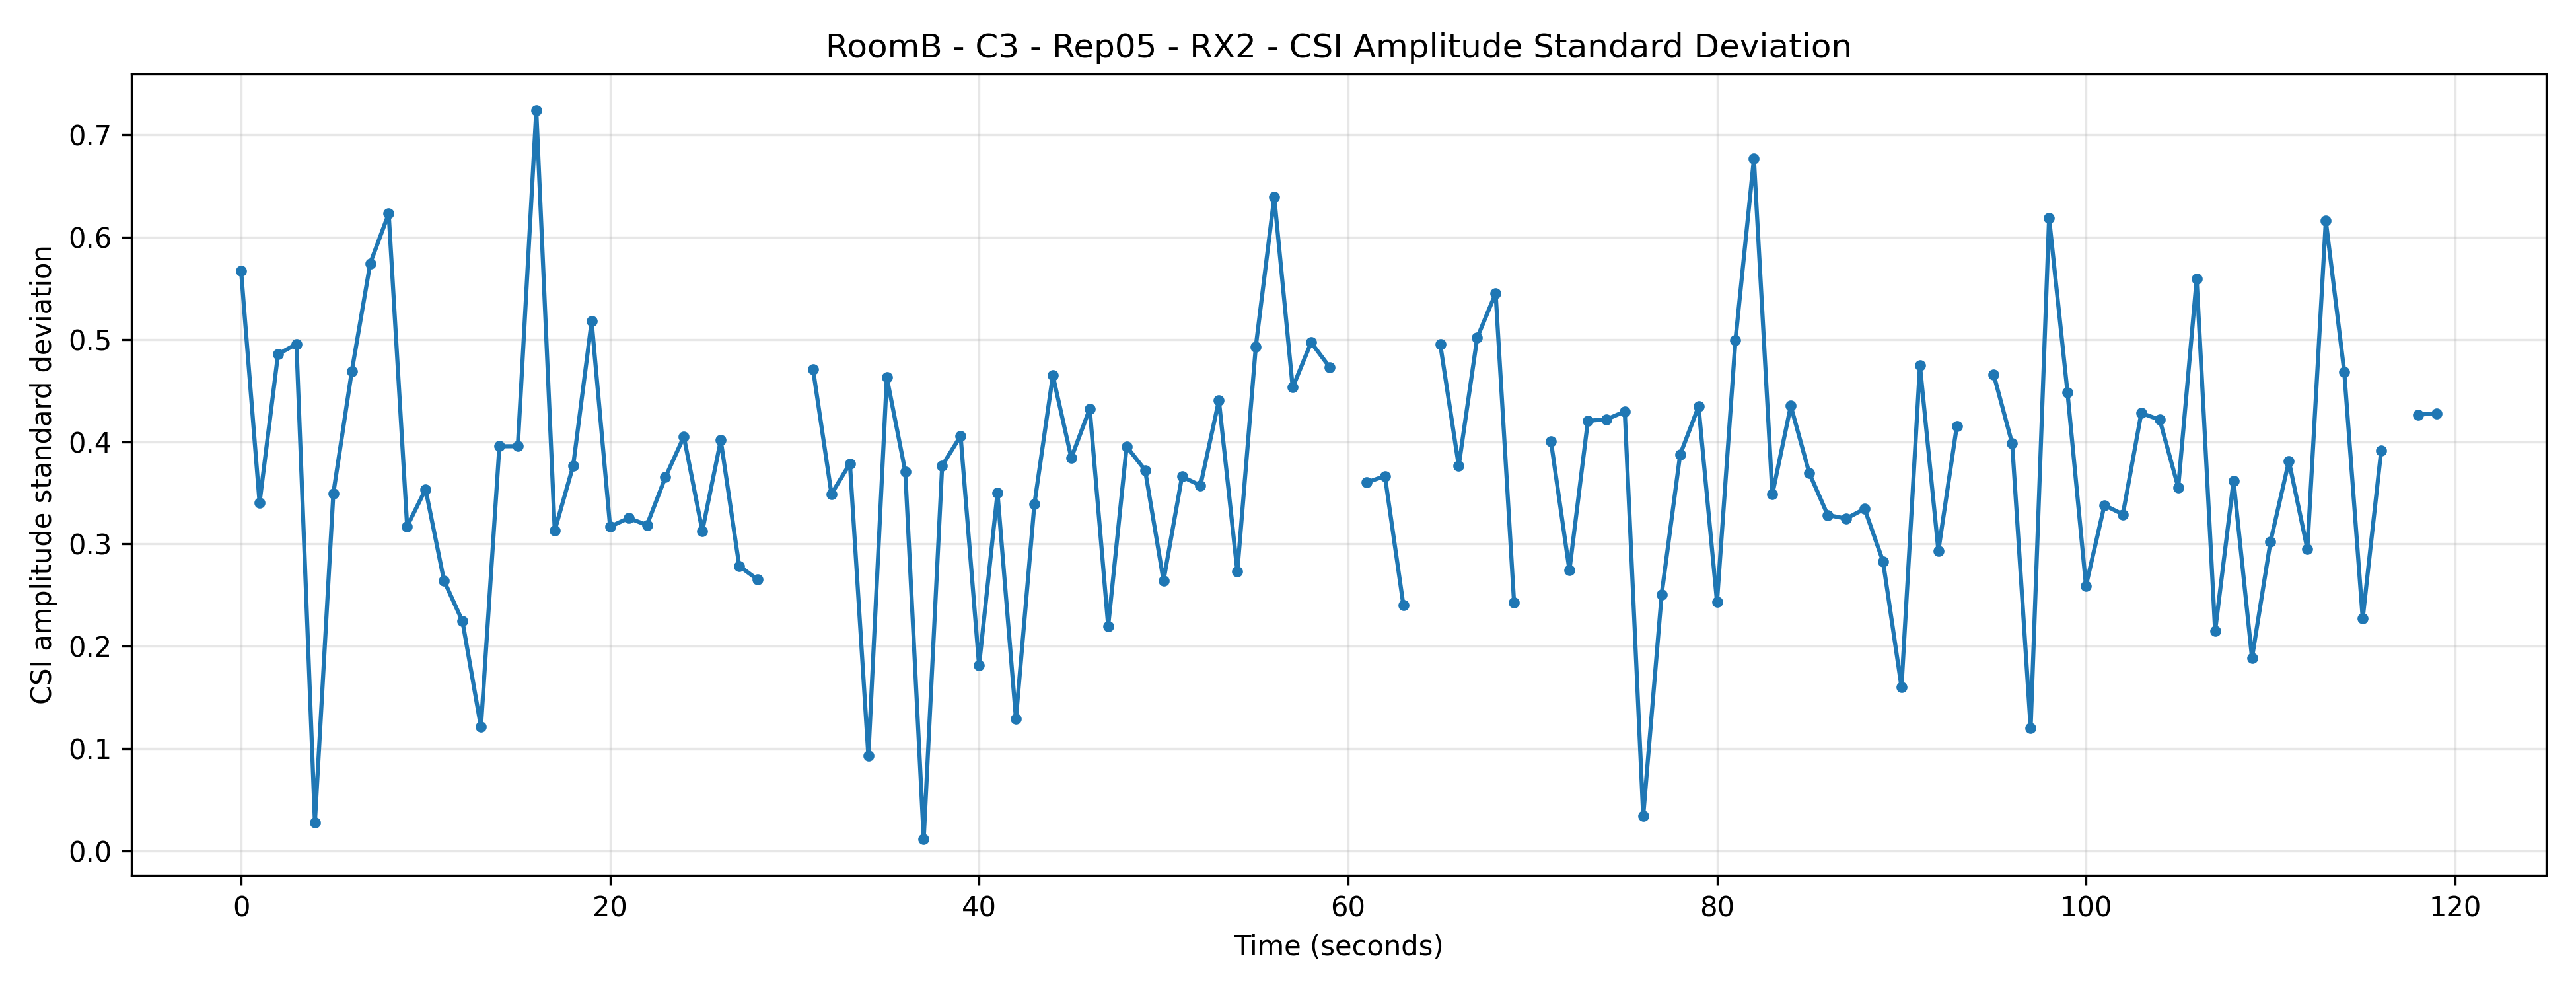 RoomB - C3 - Rep05 - RX2 - CSI Amplitude Standard Deviation
CSI amplitude standard deviation
0.7
0.6
0.5
0.4
0.3
0.2
0.1
0.0
0 20 40 60 80 100 120
Time (seconds)